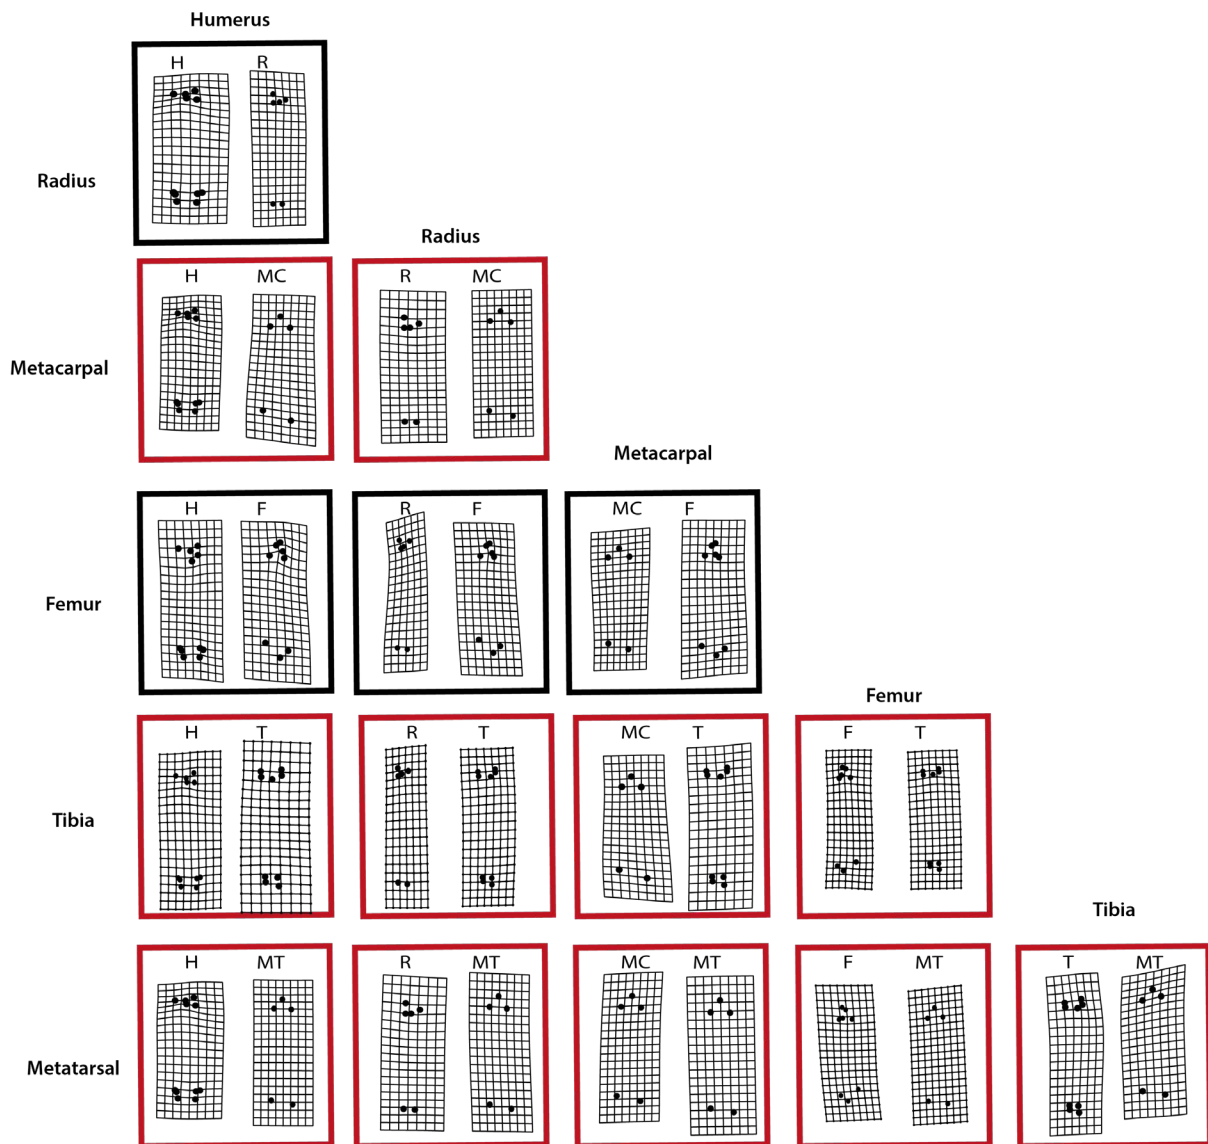 Humerus
H R
Radius
Radius
H MC
R MC
Metacarpal
Metacarpal
H F
R F
MC F
Femur
Femur
H T
R T
MC T
F T
Tibia
Tibia
H MT
R MT
MC MT
F MT
T MT
Metatarsal